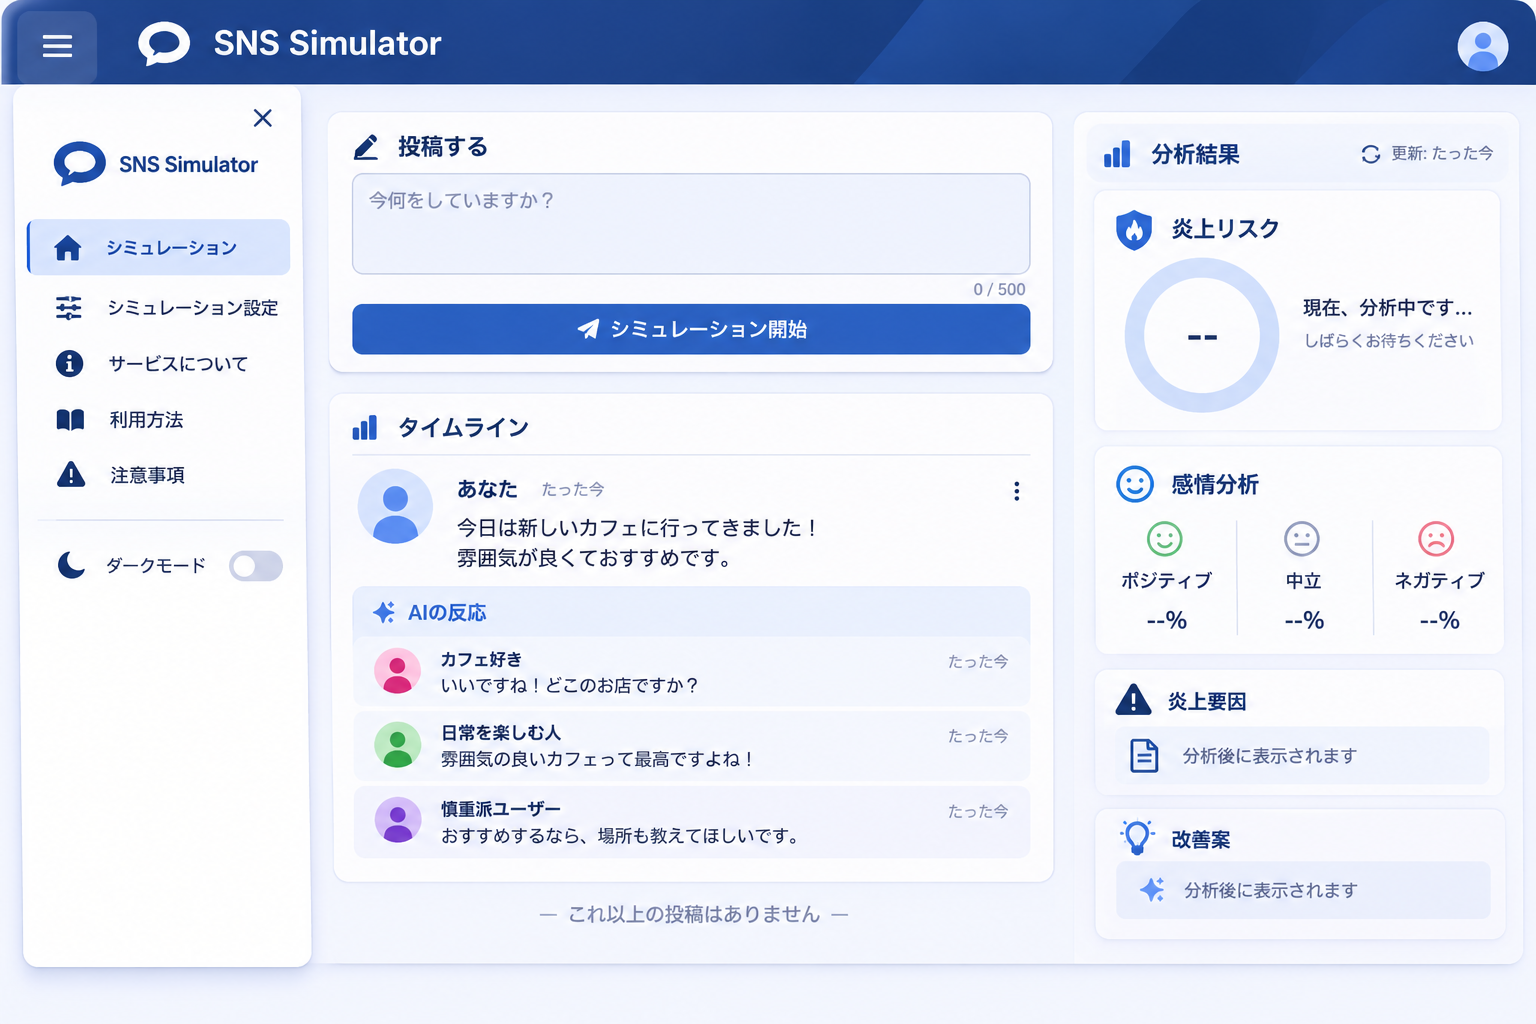 SNS Simulator
SNS Simulator
シミュレーション
シミュレーション設定
サービスについて
利用方法
注意事項
ダークモード
投稿する
今何をしていますか？
0 / 500
シミュレーション開始
タイムライン
あなた たった今
今日は新しいカフェに行ってきました！
雰囲気が良くておすすめです。
AIの反応
カフェ好き たった今
いいですね！どこのお店ですか？
日常を楽しむ人 たった今
雰囲気の良いカフェって最高ですよね！
慎重派ユーザー たった今
おすすめするなら、場所も教えてほしいです。
— これ以上の投稿はありません —
分析結果 更新: たった今
炎上リスク
--
現在、分析中です...
しばらくお待ちください
感情分析
ポジティブ 中立 ネガティブ
--% --% --%
炎上要因
分析後に表示されます
改善案
分析後に表示されます